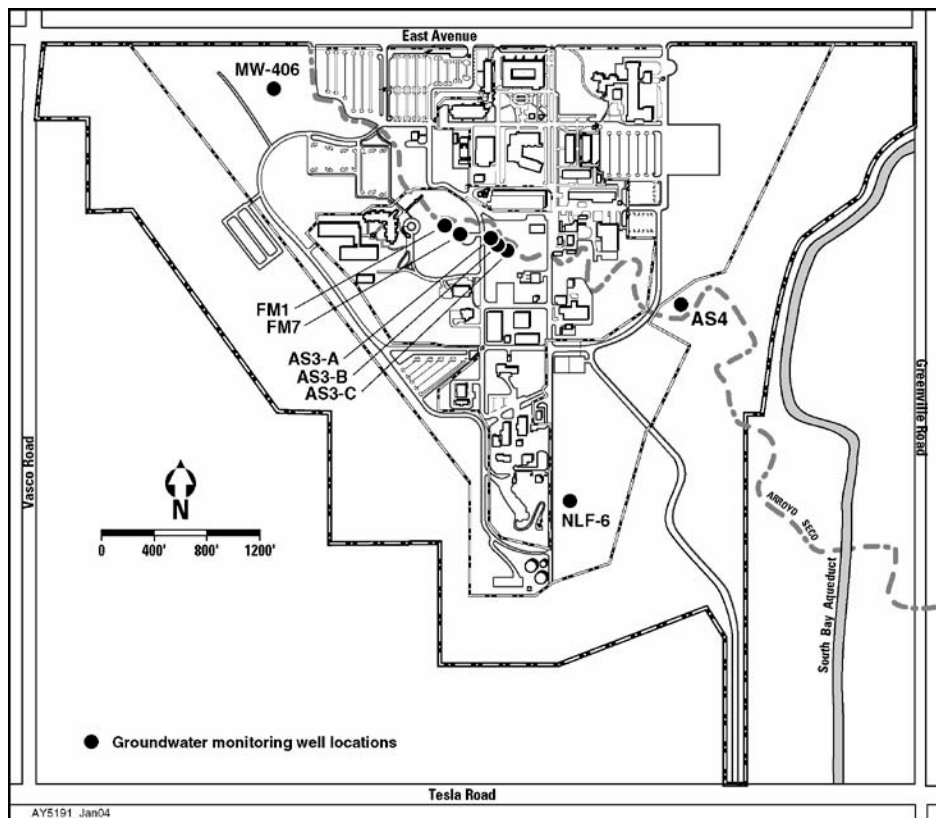 East Avenue
MW-406
FM1
FM7
AS3-A
AS3-B
AS3-C
AS4
NLF-6
Vasco Road
Greenville Road
ARROYO SECO
South Bay Aqueduct
N
0 400' 800' 1200'
Groundwater monitoring well locations
Tesla Road
AY5191 Jan04